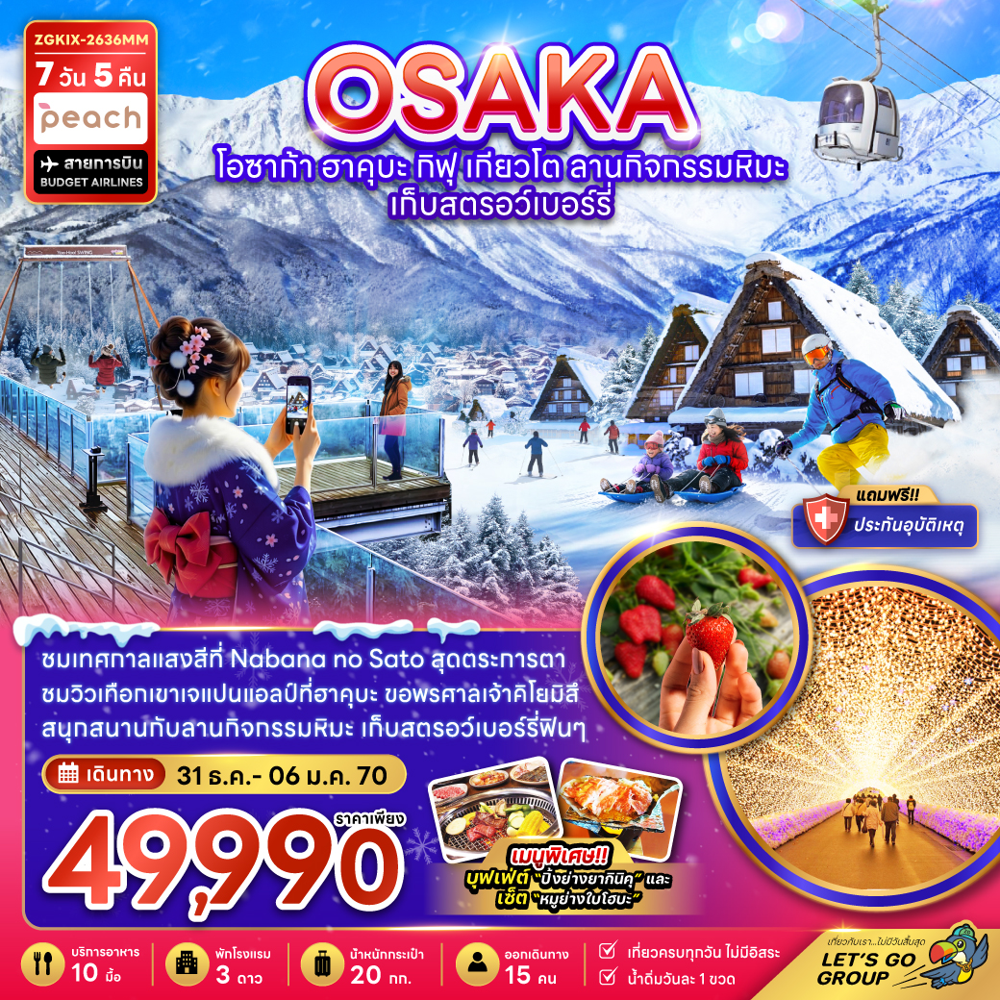 ZGKIX-2636MM
7 วัน 5 คืน
peach
สายการบิน
BUDGET AIRLINES
OSAKA
โอซาก้า ฮาคุบะ กิฟุ เกียวโต ลานกิจกรรมหิมะ
เก็บสตรอว์เบอร์รี่
SWING
แถมฟรี!!
ประกันอุบัติเหตุ
ชมเทศกาลแสงสีที่ Nabana no Sato สุดตระการตา
ชมวิวเทือกเขาเจแปนแอลป์ที่ฮาคุบะ ขอพรศาลเจ้าคิโยมิสึ
สนุกสนานกับลานกิจกรรมหิมะ เก็บสตรอว์เบอร์รี่ฟินๆ
เดินทาง 31 ธ.ค.- 06 ม.ค. 70
ราคาเพียง
49,990
เมนูพิเศษ!!
บุฟเฟต์ "ปิ้งย่างยากินิคุ" และ
เซ็ต "หมูย่างใบโฮบะ"
บริการอาหาร
10 มื้อ
พักโรงแรม
3 ดาว
น้ำหนักกระเป๋า
20 กก.
ออกเดินทาง
15 คน
เที่ยวครบทุกวัน ไม่มีอิสระ
น้ำดื่มวันละ 1 ขวด
เที่ยวกับเรา...ไม่มีวันสิ้นสุด
LET'S GO
GROUP